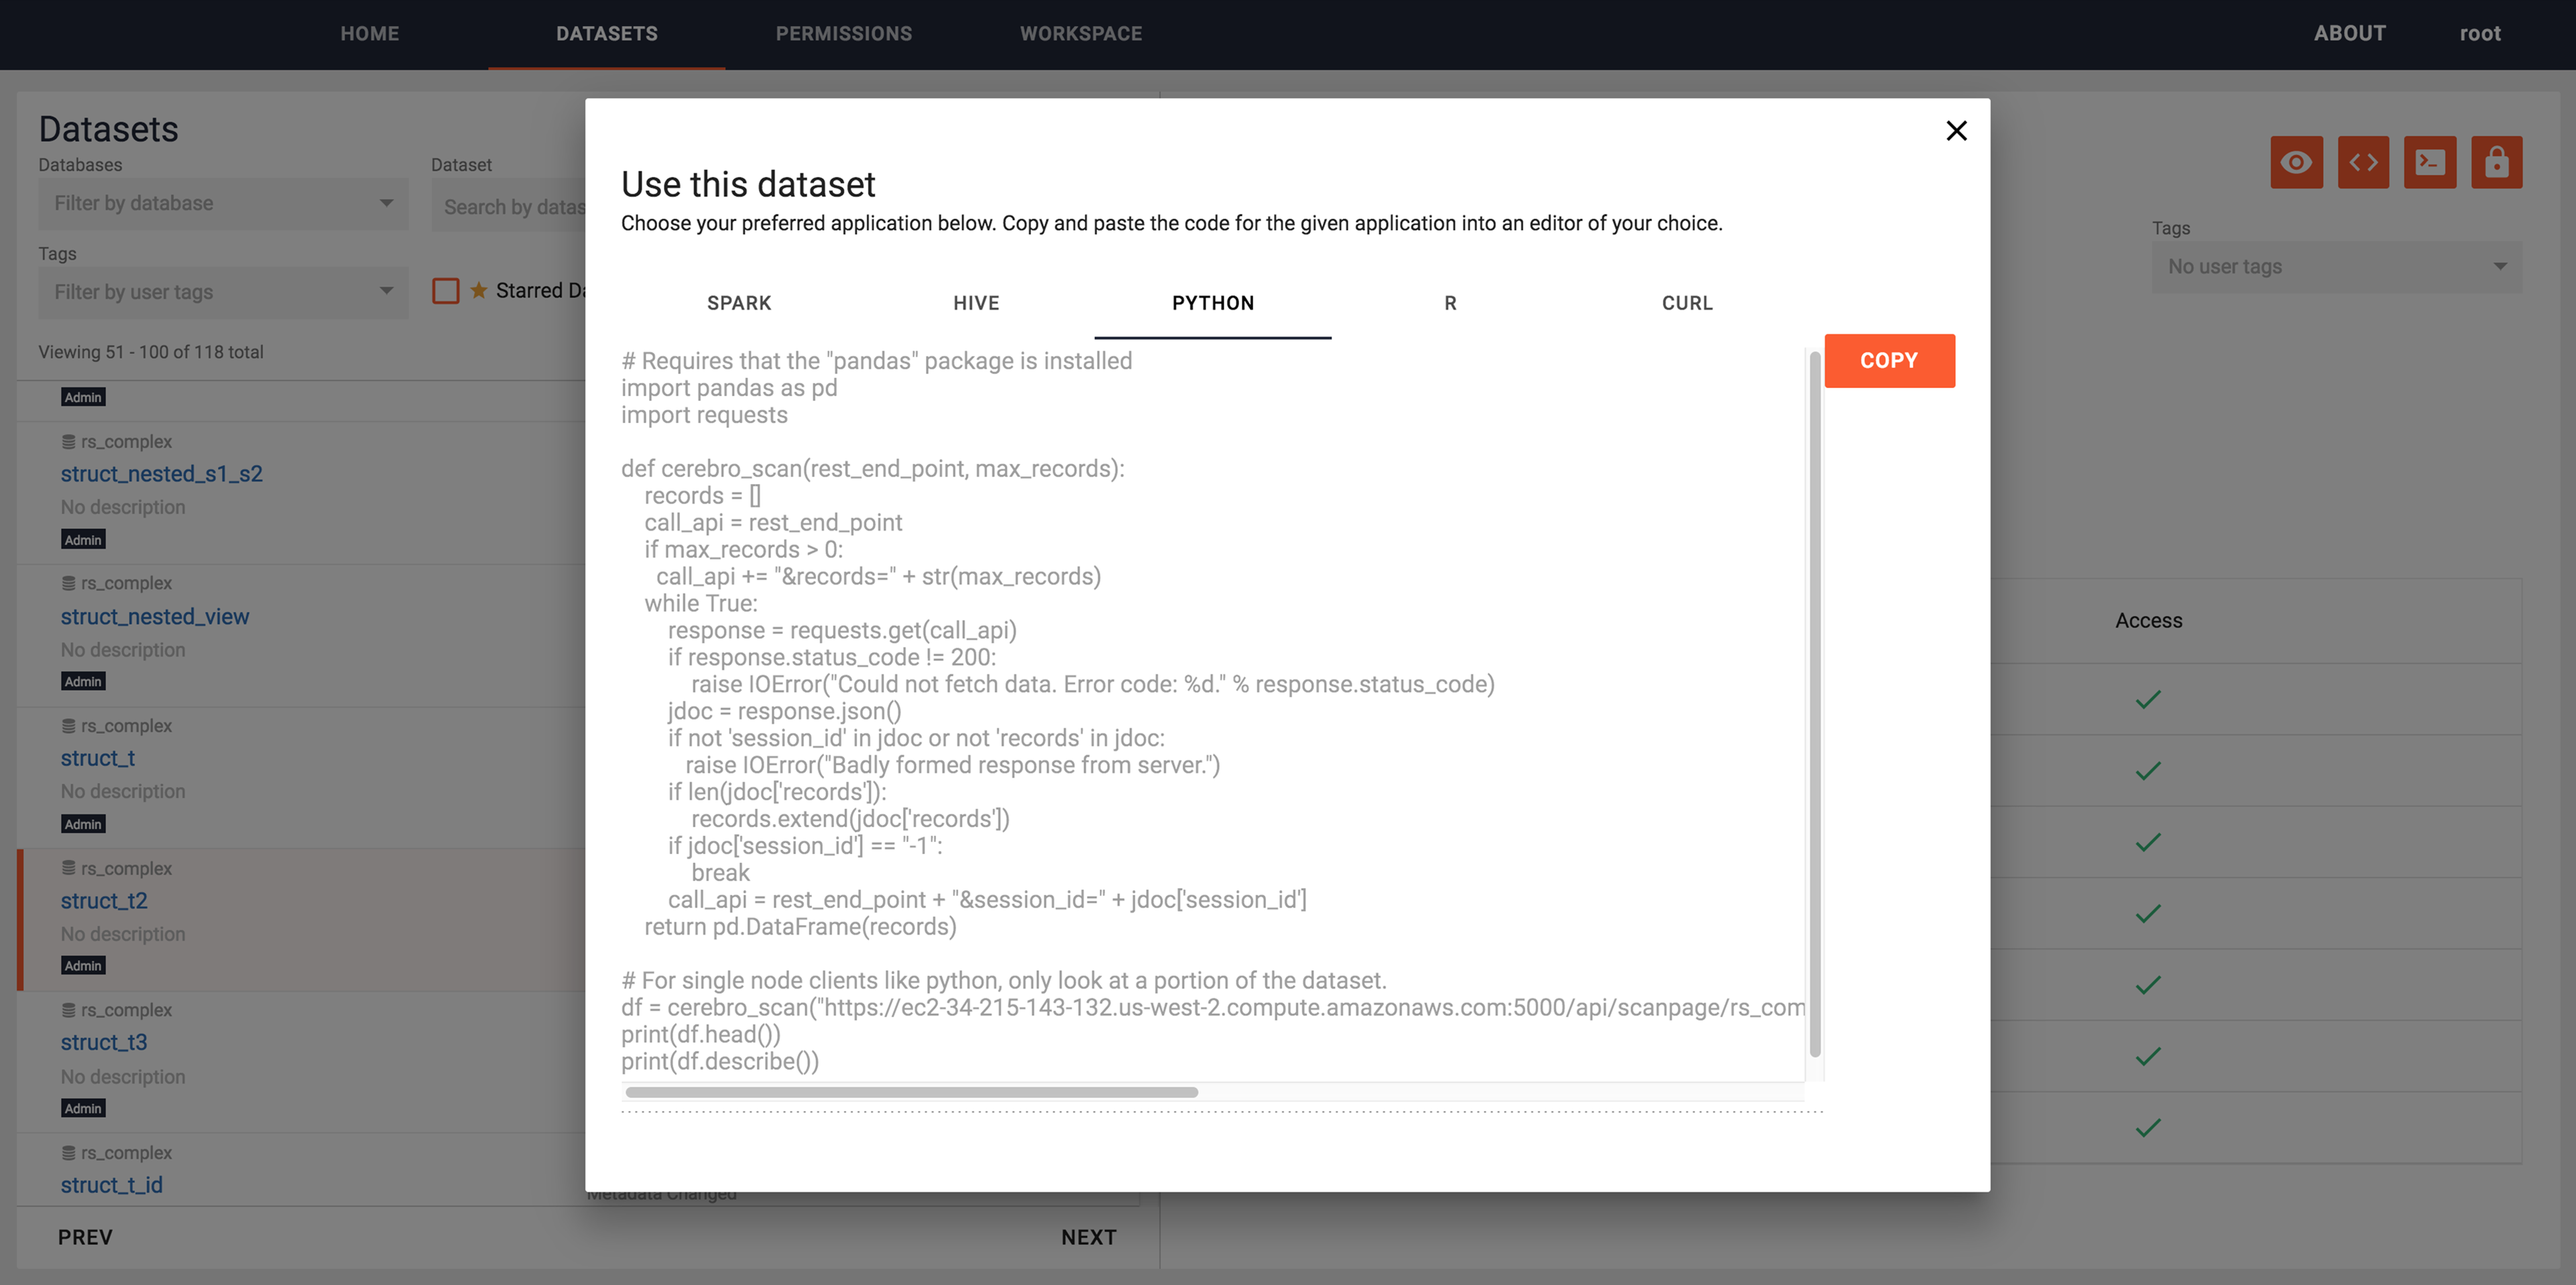 HOME DATASETS PERMISSIONS WORKSPACE ABOUT root
Datasets
Databases
Filter by database
Dataset
Search by datas
Tags
Filter by user tags
Starred Da
Viewing 51 - 100 of 118 total
Admin
rs_complex
struct_nested_s1_s2
No description
Admin
rs_complex
struct_nested_view
No description
Admin
rs_complex
struct_t
No description
Admin
rs_complex
struct_t2
No description
Admin
rs_complex
struct_t3
No description
Admin
rs_complex
struct_t_id
Metadata Changed
PREV NEXT
Use this dataset
Choose your preferred application below. Copy and paste the code for the given application into an editor of your choice.
SPARK HIVE PYTHON R CURL
COPY
# Requires that the "pandas" package is installed
import pandas as pd
import requests
def cerebro_scan(rest_end_point, max_records):
    records = []
    call_api = rest_end_point
    if max_records > 0:
      call_api += "&records=" + str(max_records)
    while True:
        response = requests.get(call_api)
        if response.status_code != 200:
            raise IOError("Could not fetch data. Error code: %d." % response.status_code)
        jdoc = response.json()
        if not 'session_id' in jdoc or not 'records' in jdoc:
           raise IOError("Badly formed response from server.")
        if len(jdoc['records']):
            records.extend(jdoc['records'])
        if jdoc['session_id'] == "-1":
            break
        call_api = rest_end_point + "&session_id=" + jdoc['session_id']
    return pd.DataFrame(records)
# For single node clients like python, only look at a portion of the dataset.
df = cerebro_scan("https://ec2-34-215-143-132.us-west-2.compute.amazonaws.com:5000/api/scanpage/rs_com
print(df.head())
print(df.describe())
Tags
No user tags
Access